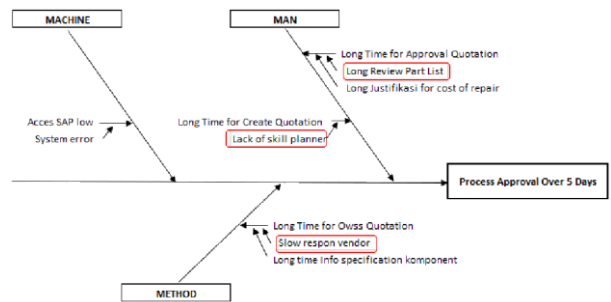 MACHINE
MAN
Long Time for Approval Quotation
Long Review Part List
Long Justifikasi for cost of repair
Acces SAP low
System error
Long Time for Create Quotation
Lack of skill planner
Process Approval Over 5 Days
Long Time for Owss Quotation
Slow respon vendor
Long time Info specification komponent
METHOD